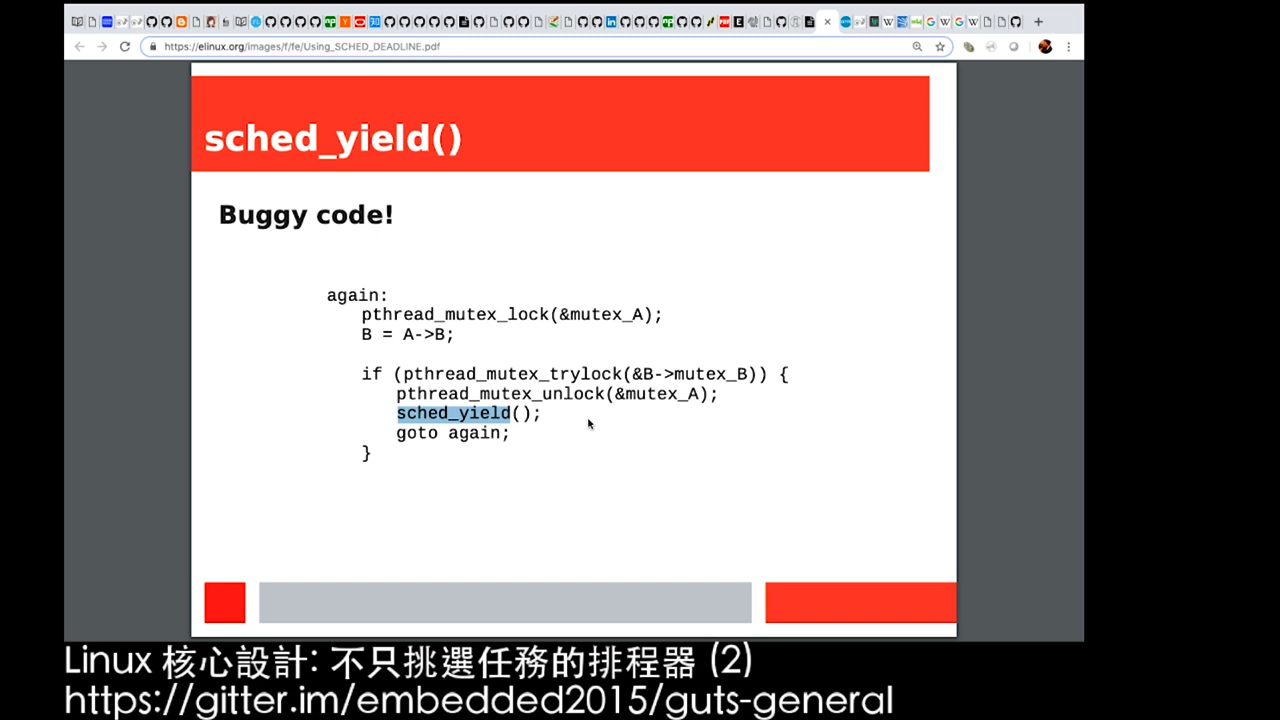 https://elinux.org/images/f/fe/Using_SCHED_DEADLINE.pdf
sched_yield()
Buggy code!
again:
pthread_mutex_lock(&mutex_A);
B = A->B;
if (pthread_mutex_trylock(&B->mutex_B)) {
pthread_mutex_unlock(&mutex_A);
sched_yield();
goto again;
}
Linux 核心設計: 不只挑選任務的排程器 (2)
https://gitter.im/embedded2015/guts-general